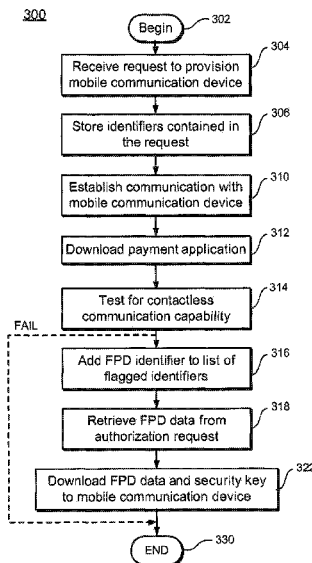 300
Begin
302
Receive request to provision
mobile communication device
304
Store identifiers contained in
the request
306
Establish communication with
mobile communication device
310
Download payment application
312
Test for contactless
communication capability
314
FAIL
Add FPD identifier to list of
flagged identifiers
316
Retrieve FPD data from
authorization request
318
Download FPD data and security
key to mobile communication device
322
END
330